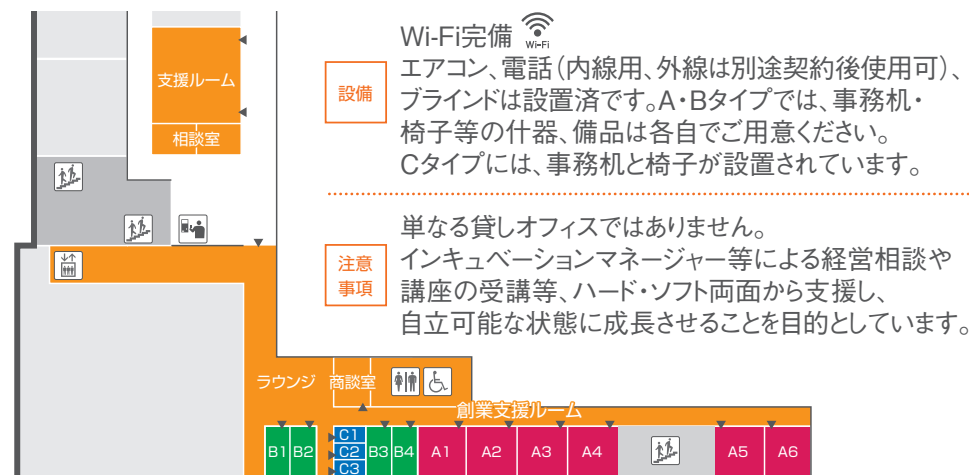 Wi-Fi完備
Wi-Fi
設備
エアコン、電話(内線用、外線は別途契約後使用可)、
ブラインドは設置済です。A・Bタイプでは、事務机・
椅子等の什器、備品は各自でご用意ください。
Cタイプには、事務机と椅子が設置されています。
注意
事項
単なる貸しオフィスではありません。
インキュベーションマネージャー等による経営相談や
講座の受講等、ハード・ソフト両面から支援し、
自立可能な状態に成長させることを目的としています。
支援ルーム
相談室
ラウンジ
商談室
創業支援ルーム
B1
B2
C1
C2
C3
B3
B4
A1
A2
A3
A4
A5
A6